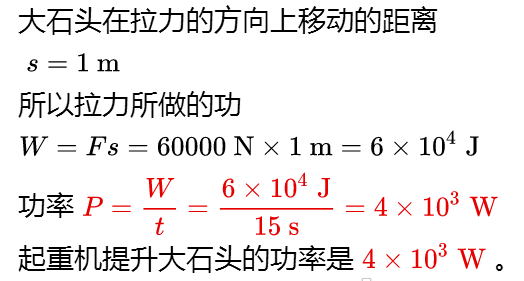 大石头在拉力的方向上移动的距离
s = 1 m
所以拉力所做的功
W = Fs = 60000 N × 1 m = 6 × 10⁴ J
功率 P = W/t = (6 × 10⁴ J)/(15 s) = 4 × 10³ W
起重机提升大石头的功率是 4 × 10³ W 。